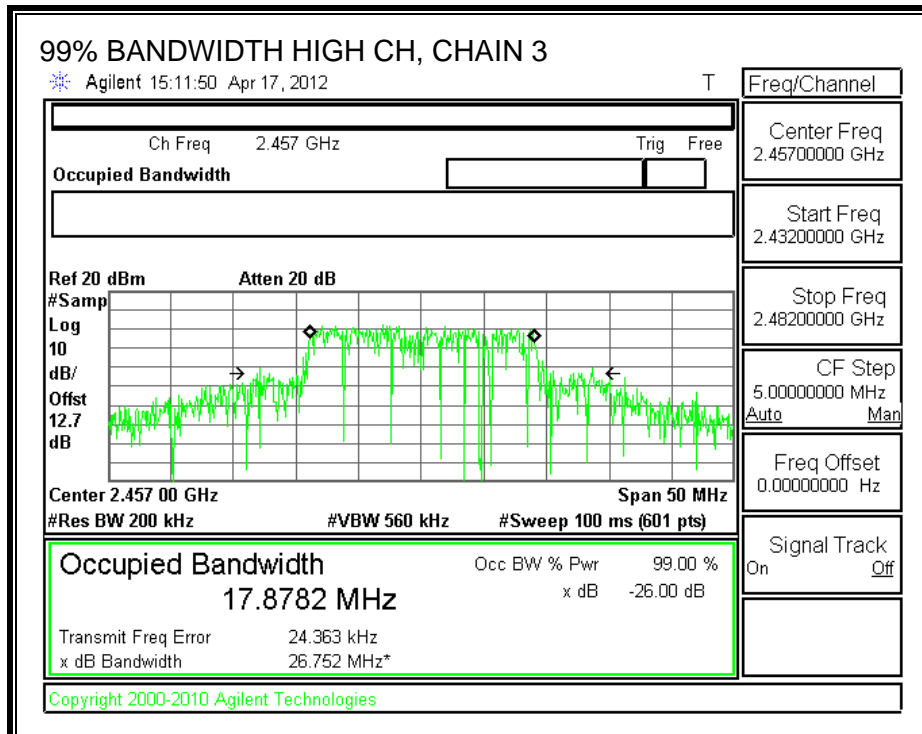 99% BANDWIDTH HIGH CH, CHAIN 3
Agilent 15:11:50 Apr 17, 2012 T
Ch Freq 2.457 GHz Trig Free
Occupied Bandwidth
Ref 20 dBm Atten 20 dB
#Samp
Log
10
dB/
Offst
12.7
dB
Center 2.457 00 GHz Span 50 MHz
#Res BW 200 kHz #VBW 560 kHz #Sweep 100 ms (601 pts)
Occupied Bandwidth
17.8782 MHz
Occ BW % Pwr 99.00 %
x dB -26.00 dB
Transmit Freq Error 24.363 kHz
x dB Bandwidth 26.752 MHz*
Copyright 2000-2010 Agilent Technologies
Freq/Channel
Center Freq
2.45700000 GHz
Start Freq
2.43200000 GHz
Stop Freq
2.48200000 GHz
CF Step
5.00000000 MHz
Auto Man
Freq Offset
0.00000000 Hz
Signal Track
On Off